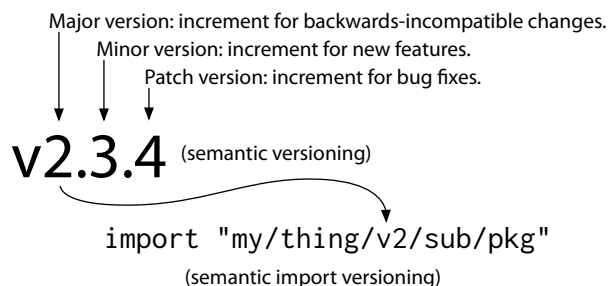 Major version: increment for backwards-incompatible changes.
Minor version: increment for new features.
Patch version: increment for bug fixes.
v2.3.4 (semantic versioning)
import "my/thing/v2/sub/pkg"
(semantic import versioning)